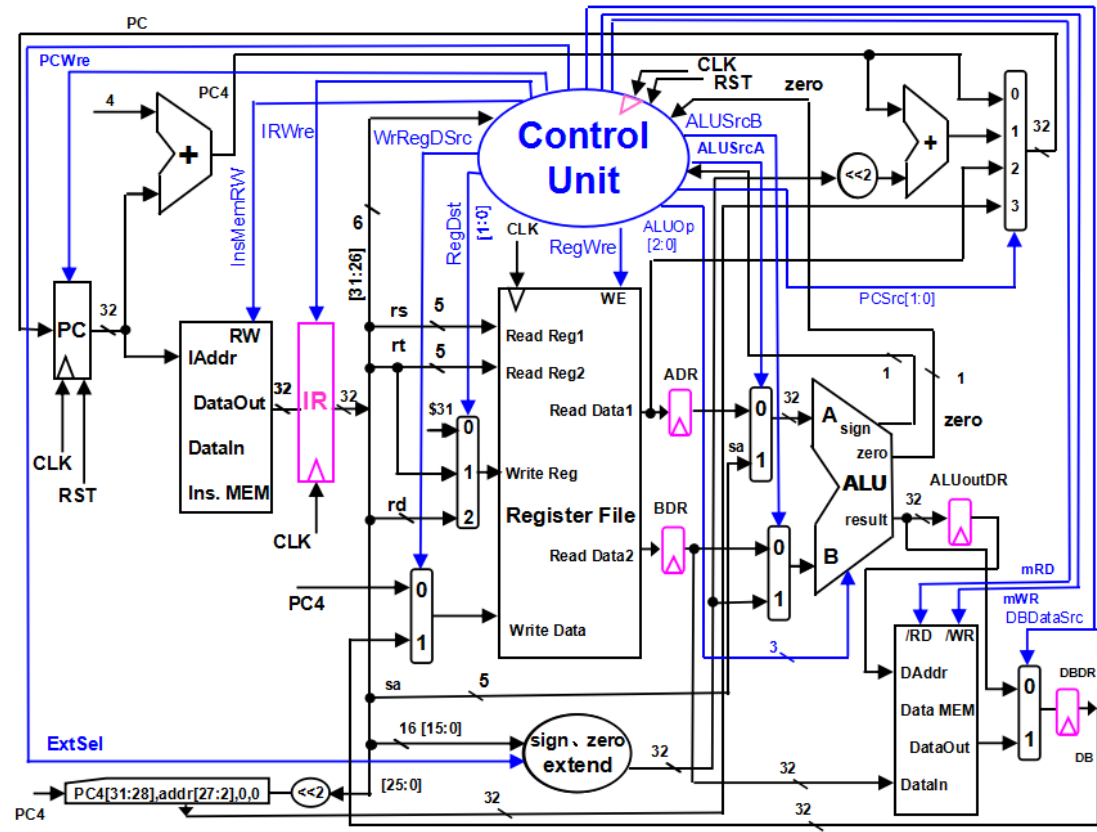 PC
PCWre
4
PC4
IRWre
InsMemRW
WrRegDSrc
6
[31:26]
RegDst
[1:0]
Control
Unit
CLK
RST
zero
ALUSrcB
ALUSrcA
ALUOp
[2:0]
RegWre
PCSrc[1:0]
<<2
+
+
0
1
2
3
32
PC
32
CLK
RST
RW
IAddr
DataOut
DataIn
Ins. MEM
32
IR
32
CLK
rs
5
rt
5
$31
0
1
2
rd
CLK
WE
Read Reg1
Read Reg2
Read Data1
Write Reg
Register File
Read Data2
Write Data
PC4
0
1
ADR
BDR
sa
0
1
32
0
1
A
sign
zero
ALU
result
B
1
1
zero
ALUoutDR
32
3
mRD
mWR
DBDataSrc
/RD
/WR
DAddr
Data MEM
DataOut
DataIn
0
1
DBDR
DB
sa
5
16 [15:0]
sign、zero
extend
32
32
ExtSel
[25:0]
<<2
PC4[31:28],addr[27:2],0,0
PC4
32
32